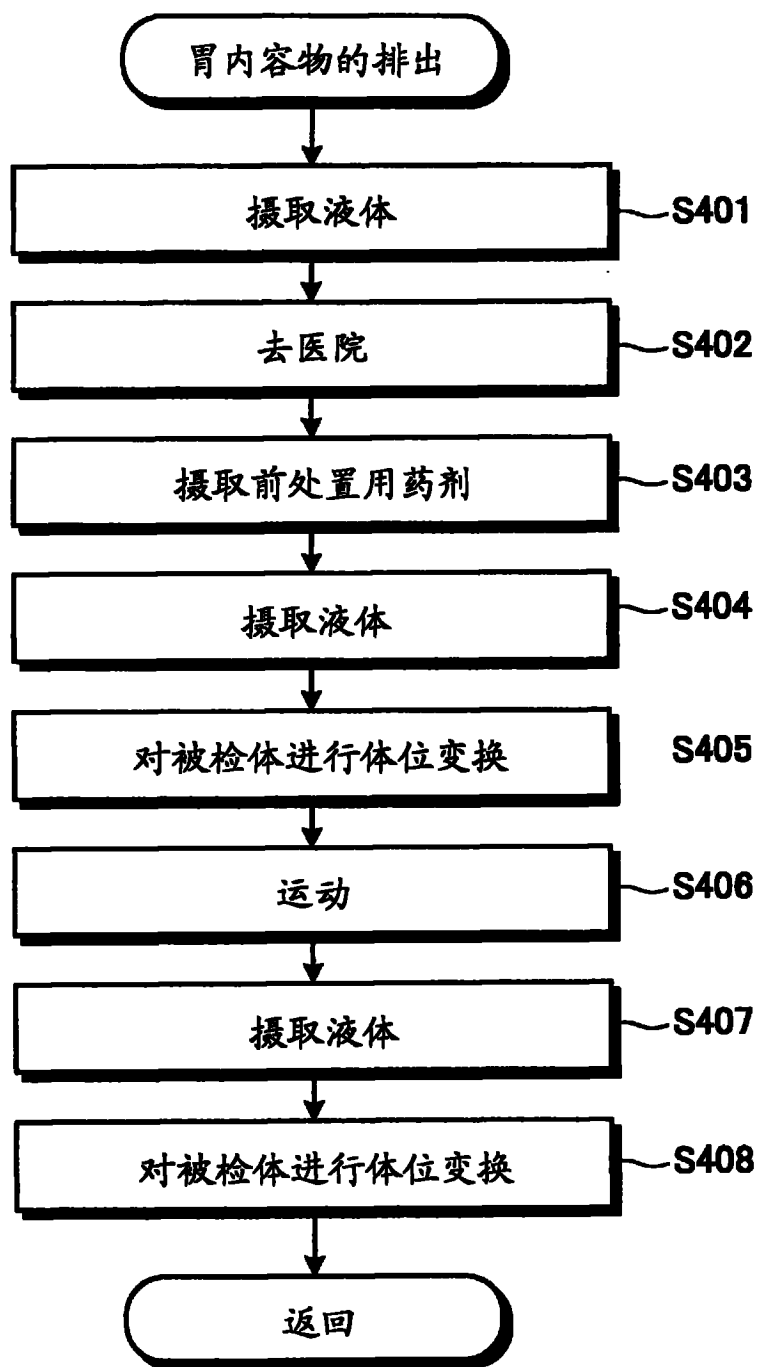 胃内容物的排出
摄取液体 S401
去医院 S402
摄取前处置用药剂 S403
摄取液体 S404
对被检体进行体位变换 S405
运动 S406
摄取液体 S407
对被检体进行体位变换 S408
返回